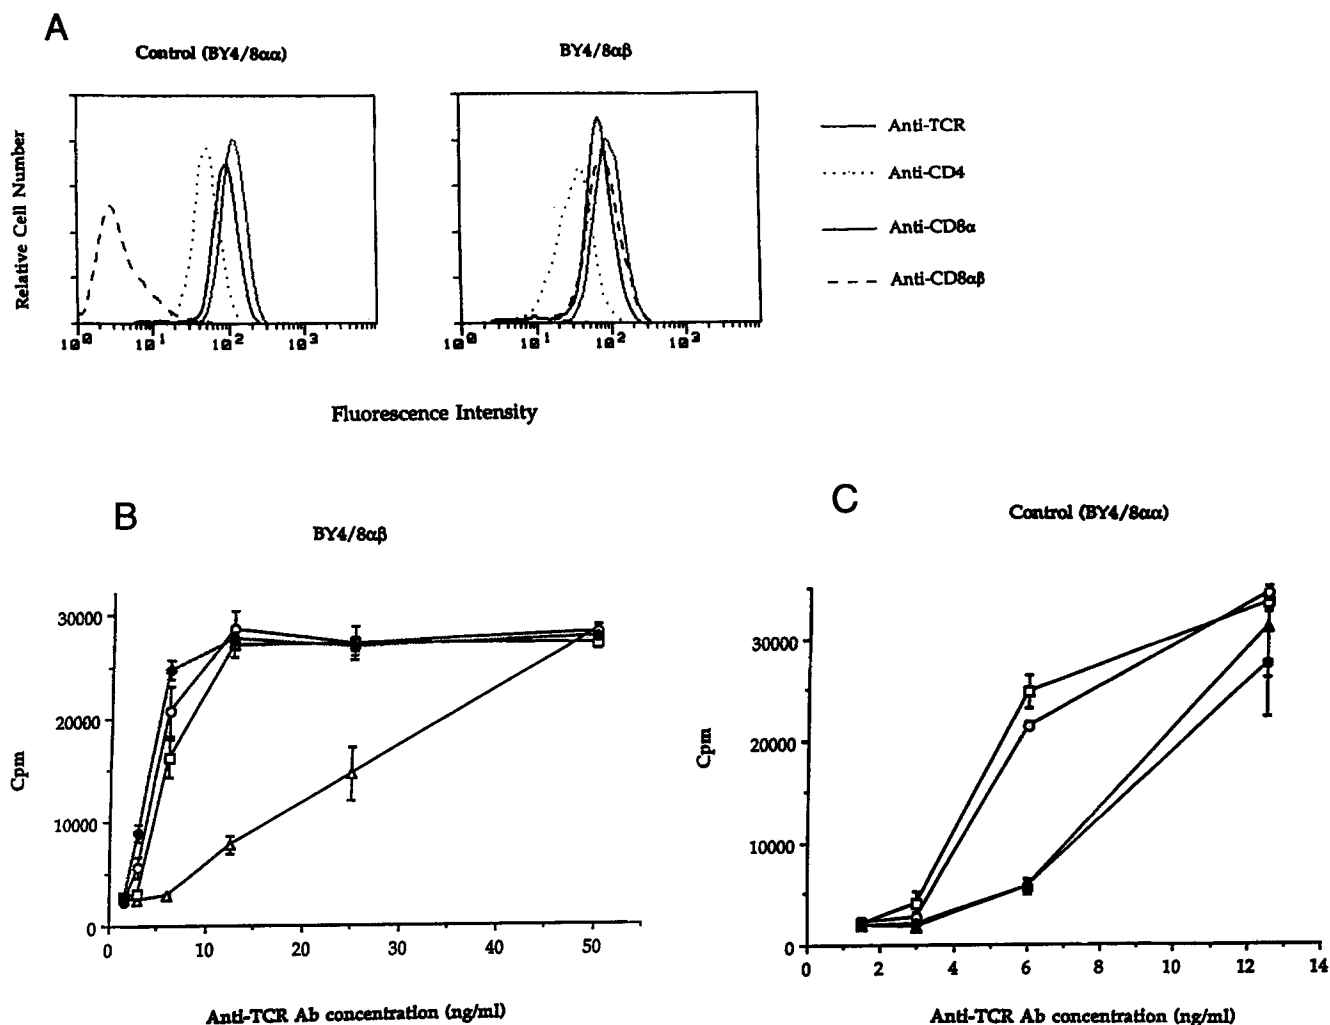 A
Control (BY4/8αα)
BY4/8αβ
Relative Cell Number
10⁰ 10¹ 10² 10³
10⁰ 10¹ 10² 10³
Fluorescence Intensity
Anti-TCR
Anti-CD4
Anti-CD8α
Anti-CD8αβ
B
BY4/8αβ
Cpm
30000
20000
10000
0
0 10 20 30 40 50
Anti-TCR Ab concentration (ng/ml)
C
Control (BY4/8αα)
Cpm
30000
20000
10000
0
0 2 4 6 8 10 12 14
Anti-TCR Ab concentration (ng/ml)